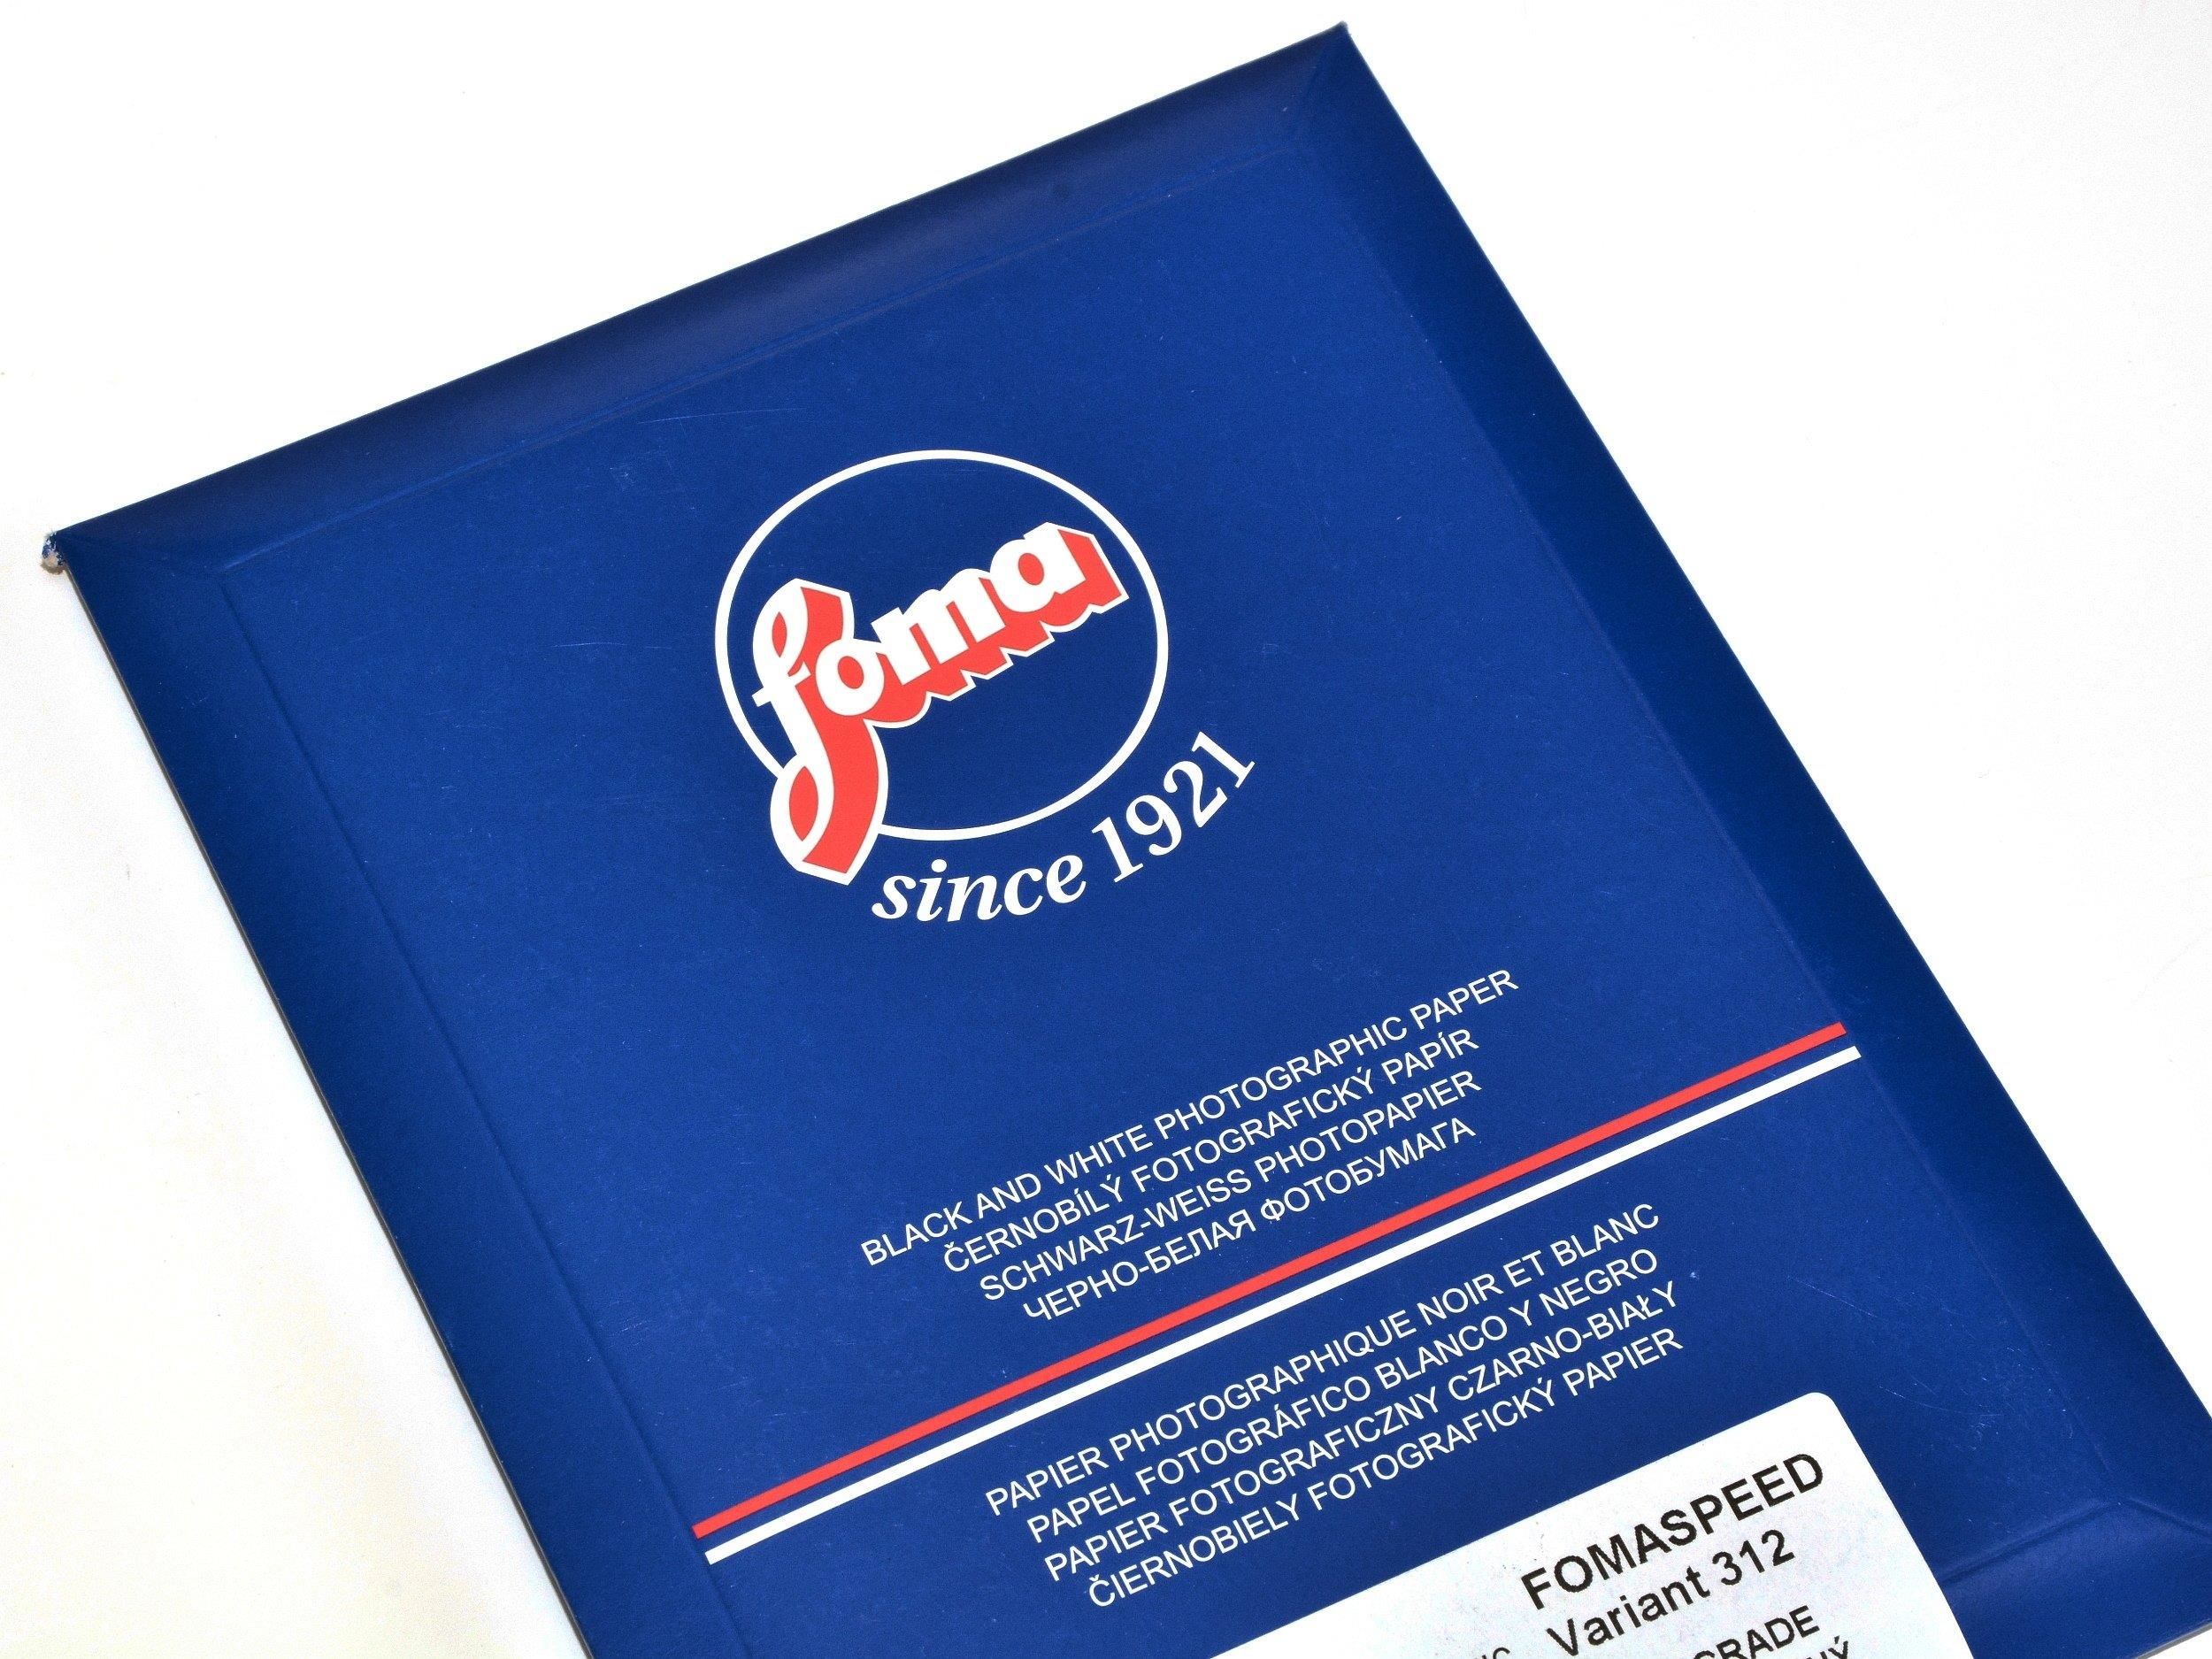 foma
since 1921
BLACK AND WHITE PHOTOGRAPHIC PAPER
ČERNOBÍLÝ FOTOGRAFICKÝ PAPÍR
SCHWARZ-WEISS PHOTOPAPIER
ЧЕРНО-БЕЛАЯ ФОТОБУМАГА
PAPIER PHOTOGRAPHIQUE NOIR ET BLANC
PAPEL FOTOGRÁFICO BLANCO Y NEGRO
PAPIER FOTOGRAFICZNY CZARNO-BIAŁY
ČIERNOBIELY FOTOGRAFICKÝ PAPIER
FOMASPEED
Variant 312
GRADE